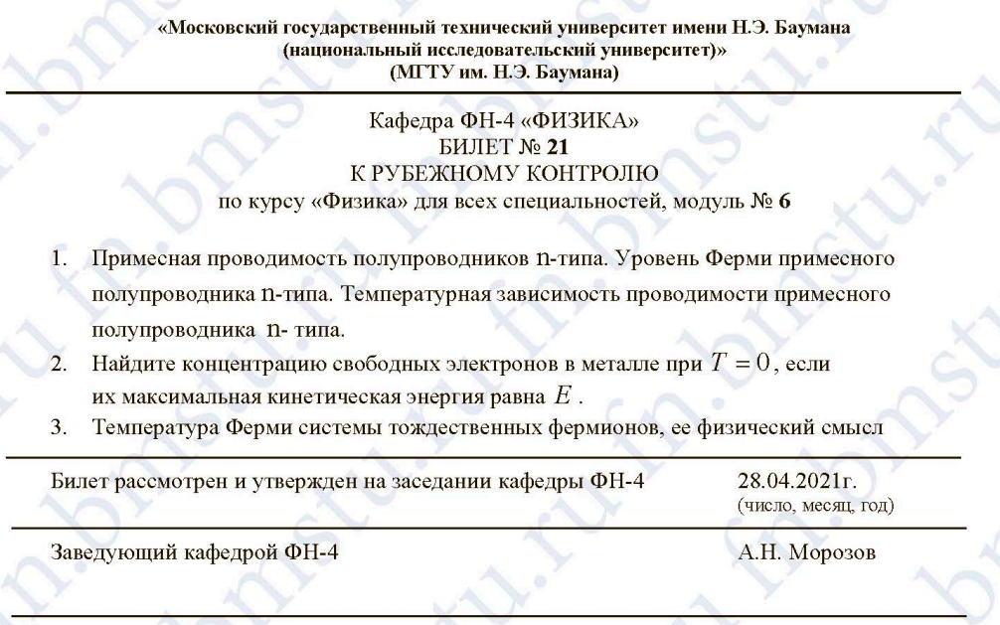 «Московский государственный технический университет имени Н.Э. Баумана
(национальный исследовательский университет)»
(МГТУ им. Н.Э. Баумана)
Кафедра ФН-4 «ФИЗИКА»
БИЛЕТ № 21
К РУБЕЖНОМУ КОНТРОЛЮ
по курсу «Физика» для всех специальностей, модуль № 6
1. Примесная проводимость полупроводников n-типа. Уровень Ферми примесного
полупроводника n-типа. Температурная зависимость проводимости примесного
полупроводника n- типа.
2. Найдите концентрацию свободных электронов в металле при T = 0, если
их максимальная кинетическая энергия равна E .
3. Температура Ферми системы тождественных фермионов, ее физический смысл
Билет рассмотрен и утвержден на заседании кафедры ФН-4 28.04.2021г.
(число, месяц, год)
Заведующий кафедрой ФН-4 А.Н. Морозов
fn.bmstu.ru